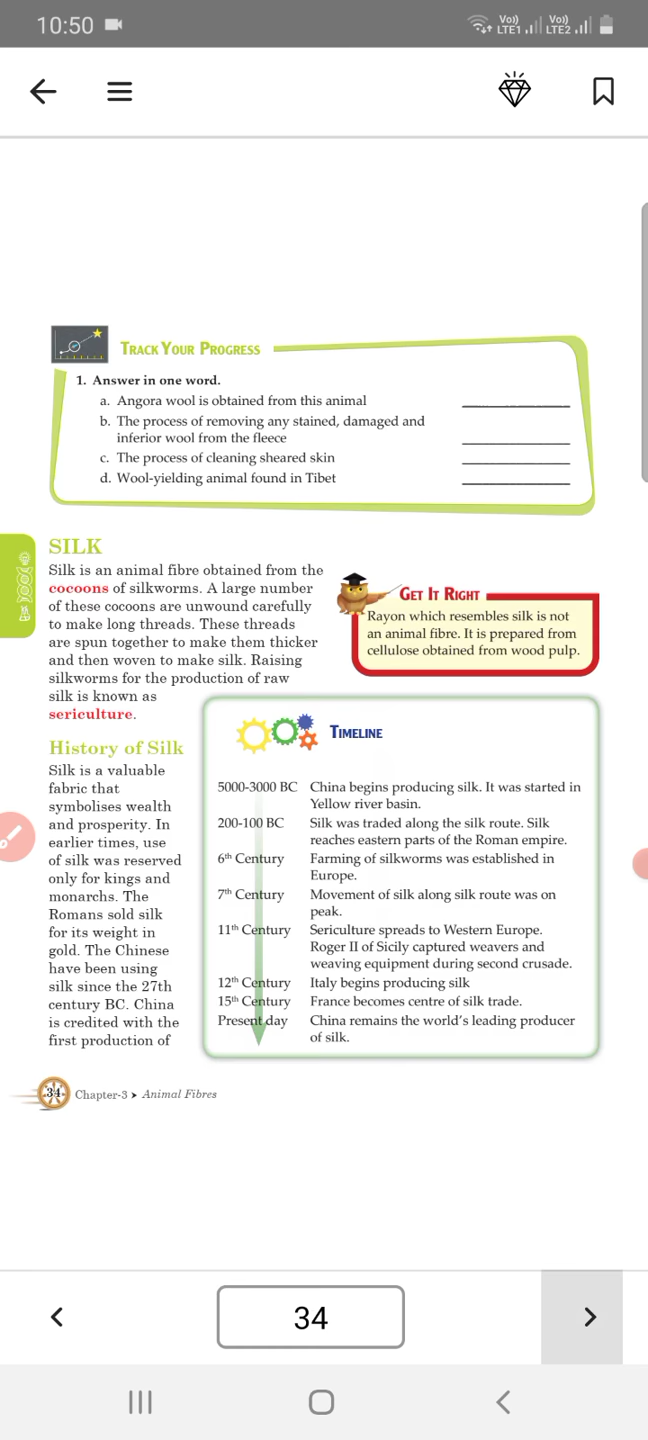 10:50
Vo)) LTE1 Vo)) LTE2
TRACK YOUR PROGRESS
1. Answer in one word.
a. Angora wool is obtained from this animal
b. The process of removing any stained, damaged and
inferior wool from the fleece
c. The process of cleaning sheared skin
d. Wool-yielding animal found in Tibet
SILK
Silk is an animal fibre obtained from the
cocoons of silkworms. A large number
of these cocoons are unwound carefully
to make long threads. These threads
are spun together to make them thicker
and then woven to make silk. Raising
silkworms for the production of raw
silk is known as
sericulture.
GET IT RIGHT
Rayon which resembles silk is not
an animal fibre. It is prepared from
cellulose obtained from wood pulp.
History of Silk
Silk is a valuable
fabric that
symbolises wealth
and prosperity. In
earlier times, use
of silk was reserved
only for kings and
monarchs. The
Romans sold silk
for its weight in
gold. The Chinese
have been using
silk since the 27th
century BC. China
is credited with the
first production of
TIMELINE
5000-3000 BC China begins producing silk. It was started in
Yellow river basin.
200-100 BC Silk was traded along the silk route. Silk
reaches eastern parts of the Roman empire.
6th Century Farming of silkworms was established in
Europe.
7th Century Movement of silk along silk route was on
peak.
11th Century Sericulture spreads to Western Europe.
Roger II of Sicily captured weavers and
weaving equipment during second crusade.
12th Century Italy begins producing silk
15th Century France becomes centre of silk trade.
Present day China remains the world's leading producer
of silk.
34 Chapter-3 ➤ Animal Fibres
34